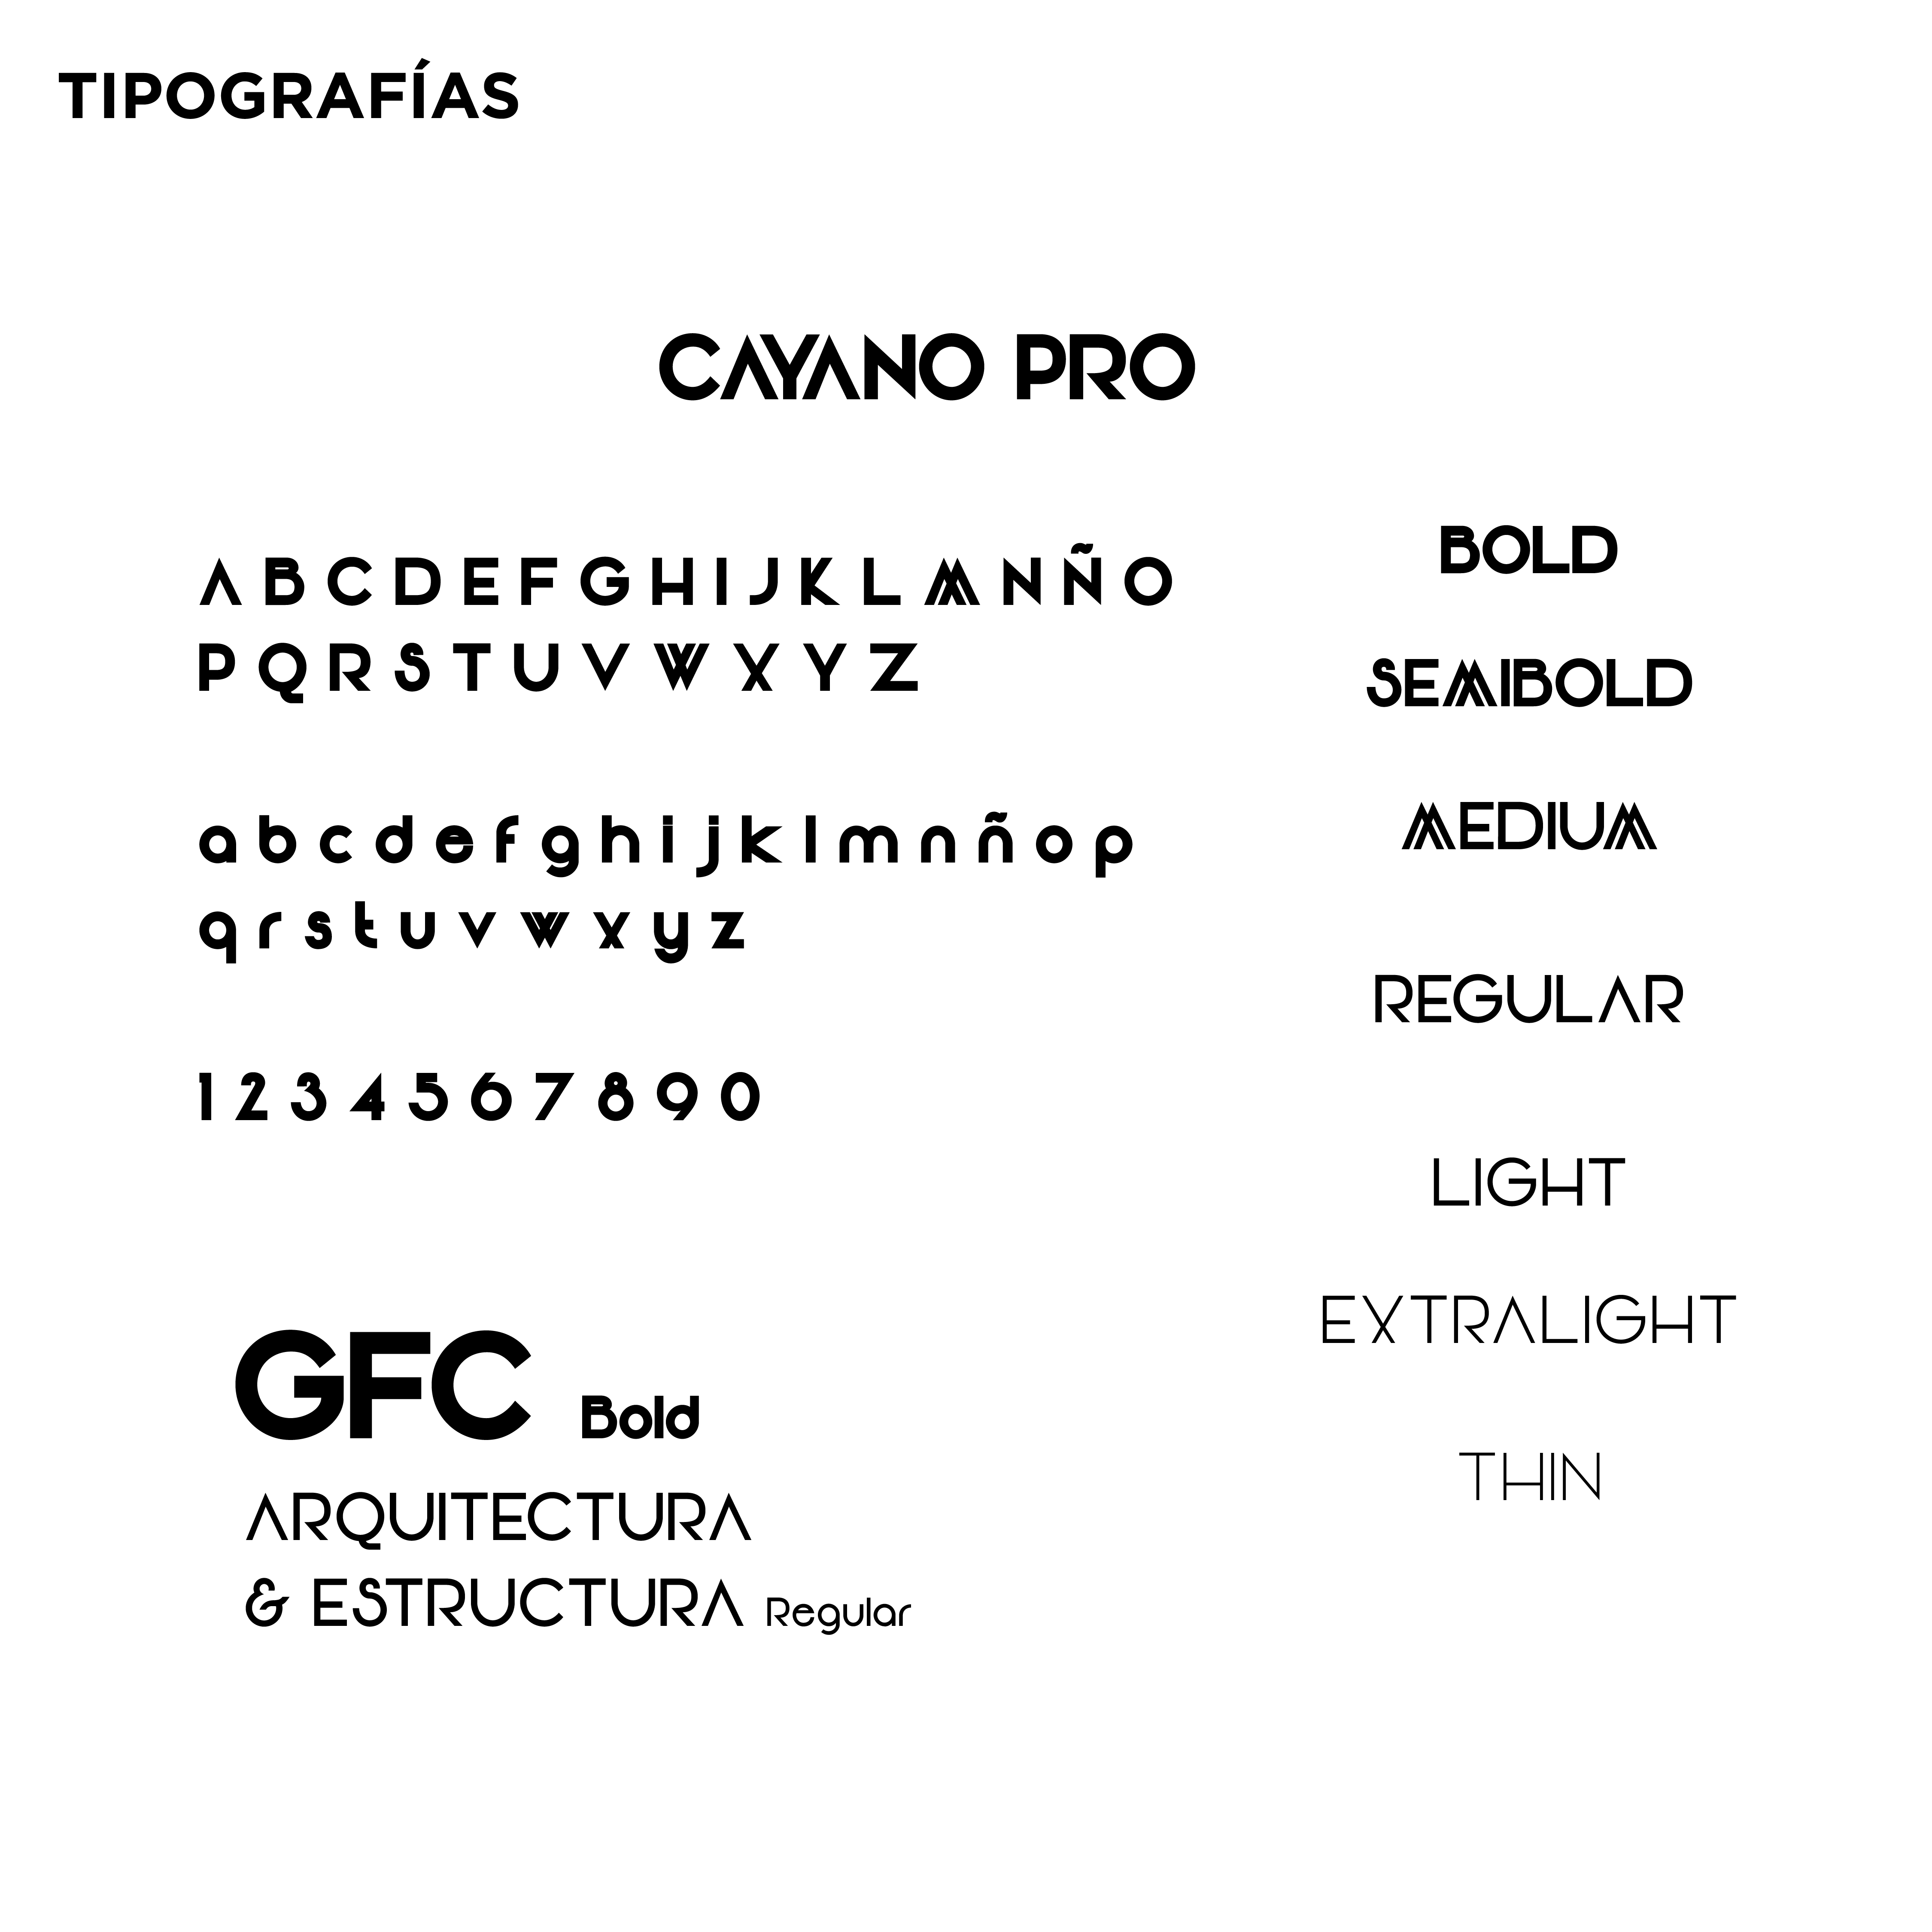 TIPOGRAFÍAS
CAYANO PRO
A B C D E F G H I J K L M N Ñ O
P Q R S T U V W X Y Z
a b c d e f g h i j k l m n ñ o p
q r s t u v w x y z
1 2 3 4 5 6 7 8 9 0
GFC Bold
ARQUITECTURA
& ESTRUCTURA Regular
BOLD
SEMIBOLD
MEDIUM
REGULAR
LIGHT
EXTRALIGHT
THIN